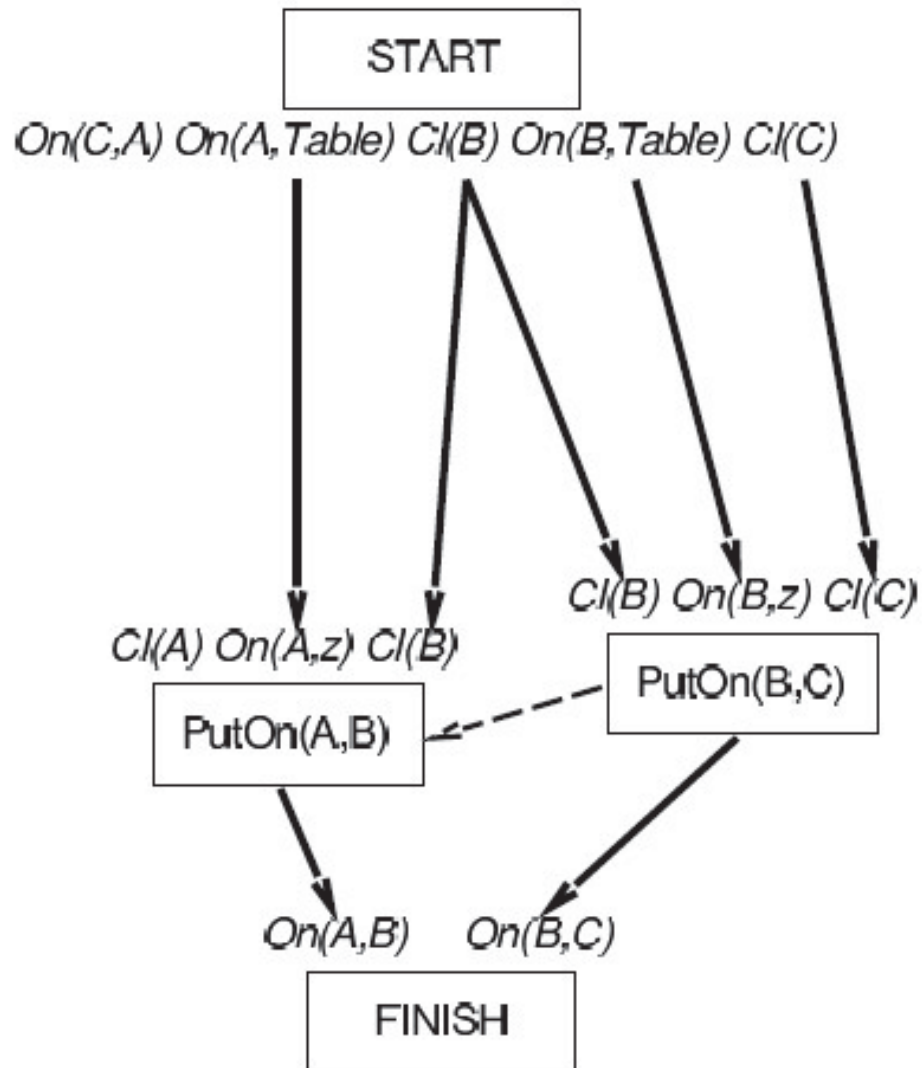 START
On(C,A) On(A,Table) Cl(B) On(B,Table) Cl(C)
Cl(B) On(B,z) Cl(C)
Cl(A) On(A,z) Cl(B)
PutOn(B,C)
PutOn(A,B)
On(A,B) On(B,C)
FINISH